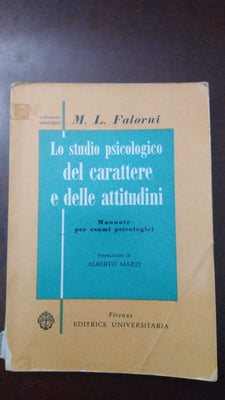 collezione
psicologica
M. L. Falorni
Lo studio psicologico
del carattere
e delle attitudini
Manuale
per esami psicologici
Presentazione di
ALBERTO MARZI
Firenze
EDITRICE UNIVERSITARIA